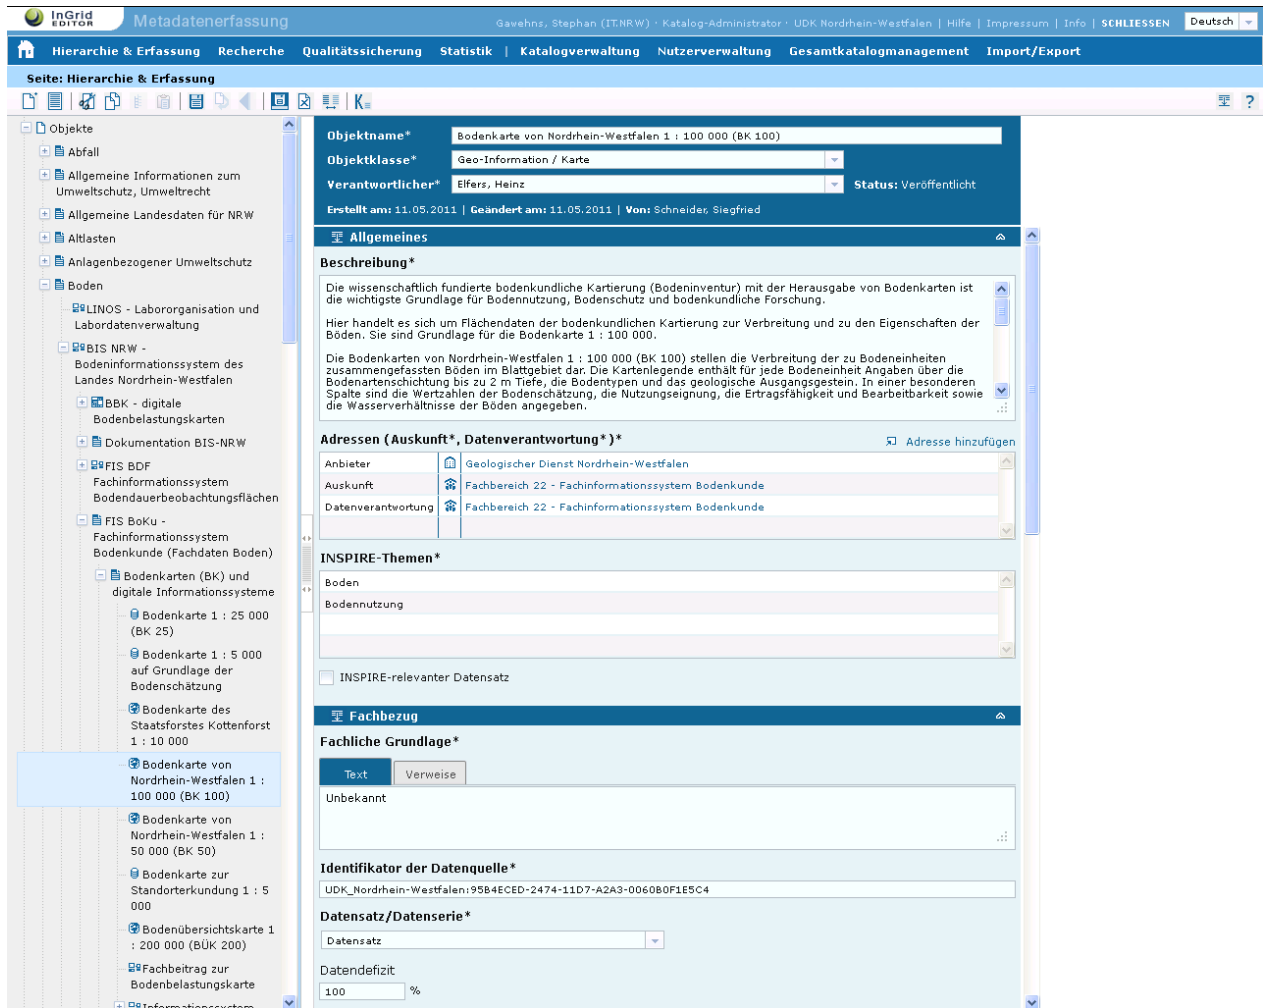 InGrid
EDITOR
Metadatenerfassung
Gawehns, Stephan (IT.NRW) · Katalog-Administrator · UDK Nordrhein-Westfalen | Hilfe | Impressum | Info | SCHLIESSEN
Deutsch
Hierarchie & Erfassung Recherche Qualitätssicherung Statistik | Katalogverwaltung Nutzerverwaltung Gesamtkatalogmanagement Import/Export
Seite: Hierarchie & Erfassung
Objekte
Abfall
Allgemeine Informationen zum
Umweltschutz, Umweltrecht
Allgemeine Landesdaten für NRW
Altlasten
Anlagenbezogener Umweltschutz
Boden
LINOS - Labororganisation und
Labordatenverwaltung
BIS NRW -
Bodeninformationssystem des
Landes Nordrhein-Westfalen
BBK - digitale
Bodenbelastungskarten
Dokumentation BIS-NRW
FIS BDF
Fachinformationssystem
Bodendauerbeobachtungsflächen
FIS BoKu -
Fachinformationssystem
Bodenkunde (Fachdaten Boden)
Bodenkarten (BK) und
digitale Informationssysteme
Bodenkarte 1 : 25 000
(BK 25)
Bodenkarte 1 : 5 000
auf Grundlage der
Bodenschätzung
Bodenkarte des
Staatsforstes Kottenforst
1 : 10 000
Bodenkarte von
Nordrhein-Westfalen 1 :
100 000 (BK 100)
Bodenkarte von
Nordrhein-Westfalen 1 :
50 000 (BK 50)
Bodenkarte zur
Standorterkundung 1 : 5
000
Bodenübersichtskarte 1
: 200 000 (BÜK 200)
Fachbeitrag zur
Bodenbelastungskarte
Informationssystem
Objektname* Bodenkarte von Nordrhein-Westfalen 1 : 100 000 (BK 100)
Objektklasse* Geo-Information / Karte
Verantwortlicher* Elfers, Heinz Status: Veröffentlicht
Erstellt am: 11.05.2011 | Geändert am: 11.05.2011 | Von: Schneider, Siegfried
Allgemeines
Beschreibung*
Die wissenschaftlich fundierte bodenkundliche Kartierung (Bodeninventur) mit der Herausgabe von Bodenkarten ist
die wichtigste Grundlage für Bodennutzung, Bodenschutz und bodenkundliche Forschung.
Hier handelt es sich um Flächendaten der bodenkundlichen Kartierung zur Verbreitung und zu den Eigenschaften der
Böden. Sie sind Grundlage für die Bodenkarte 1 : 100 000.
Die Bodenkarten von Nordrhein-Westfalen 1 : 100 000 (BK 100) stellen die Verbreitung der zu Bodeneinheiten
zusammengefassten Böden im Blattgebiet dar. Die Kartenlegende enthält für jede Bodeneinheit Angaben über die
Bodenartenschichtung bis zu 2 m Tiefe, die Bodentypen und das geologische Ausgangsgestein. In einer besonderen
Spalte sind die Wertzahlen der Bodenschätzung, die Nutzungseignung, die Ertragsfähigkeit und Bearbeitbarkeit sowie
die Wasserverhältnisse der Böden angegeben.
Adressen (Auskunft*, Datenverantwortung*)* Adresse hinzufügen
Anbieter Geologischer Dienst Nordrhein-Westfalen
Auskunft Fachbereich 22 - Fachinformationssystem Bodenkunde
Datenverantwortung Fachbereich 22 - Fachinformationssystem Bodenkunde
INSPIRE-Themen*
Boden
Bodennutzung
INSPIRE-relevanter Datensatz
Fachbezug
Fachliche Grundlage*
Text Verweise
Unbekannt
Identifikator der Datenquelle*
UDK_Nordrhein-Westfalen:95B4ECED-2474-11D7-A2A3-0060B0F1E5C4
Datensatz/Datenserie*
Datensatz
Datendefizit
100 %